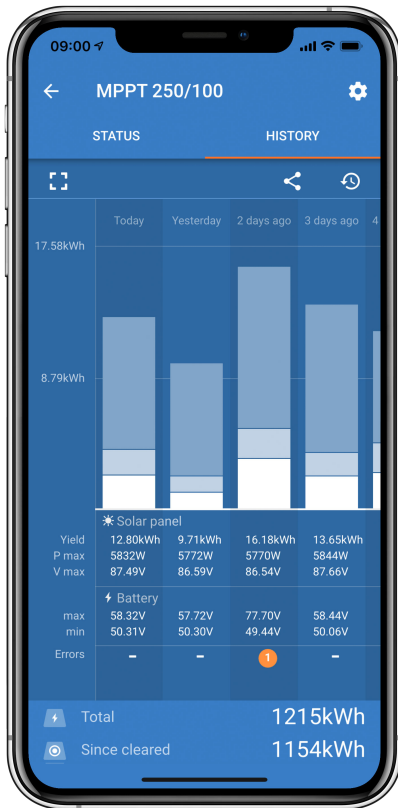 09:00
MPPT 250/100
STATUS HISTORY
Today Yesterday 2 days ago 3 days ago 4
17.58kWh
8.79kWh
Solar panel
Yield 12.80kWh 9.71kWh 16.18kWh 13.65kWh
P max 5832W 5772W 5770W 5844W
V max 87.49V 86.59V 86.54V 87.66V
Battery
max 58.32V 57.72V 77.70V 58.44V
min 50.31V 50.30V 49.44V 50.06V
Errors – – 1 –
Total 1215kWh
Since cleared 1154kWh